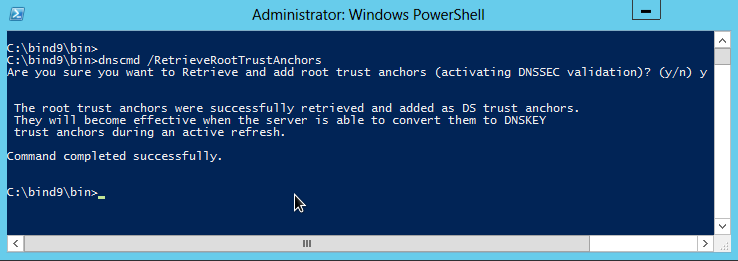 Administrator: Windows PowerShell
C:\bind9\bin>
C:\bind9\bin>dnscmd /RetrieveRootTrustAnchors
Are you sure you want to Retrieve and add root trust anchors (activating DNSSEC validation)? (y/n) y
The root trust anchors were successfully retrieved and added as DS trust anchors.
They will become effective when the server is able to convert them to DNSKEY
trust anchors during an active refresh.
Command completed successfully.
C:\bind9\bin>